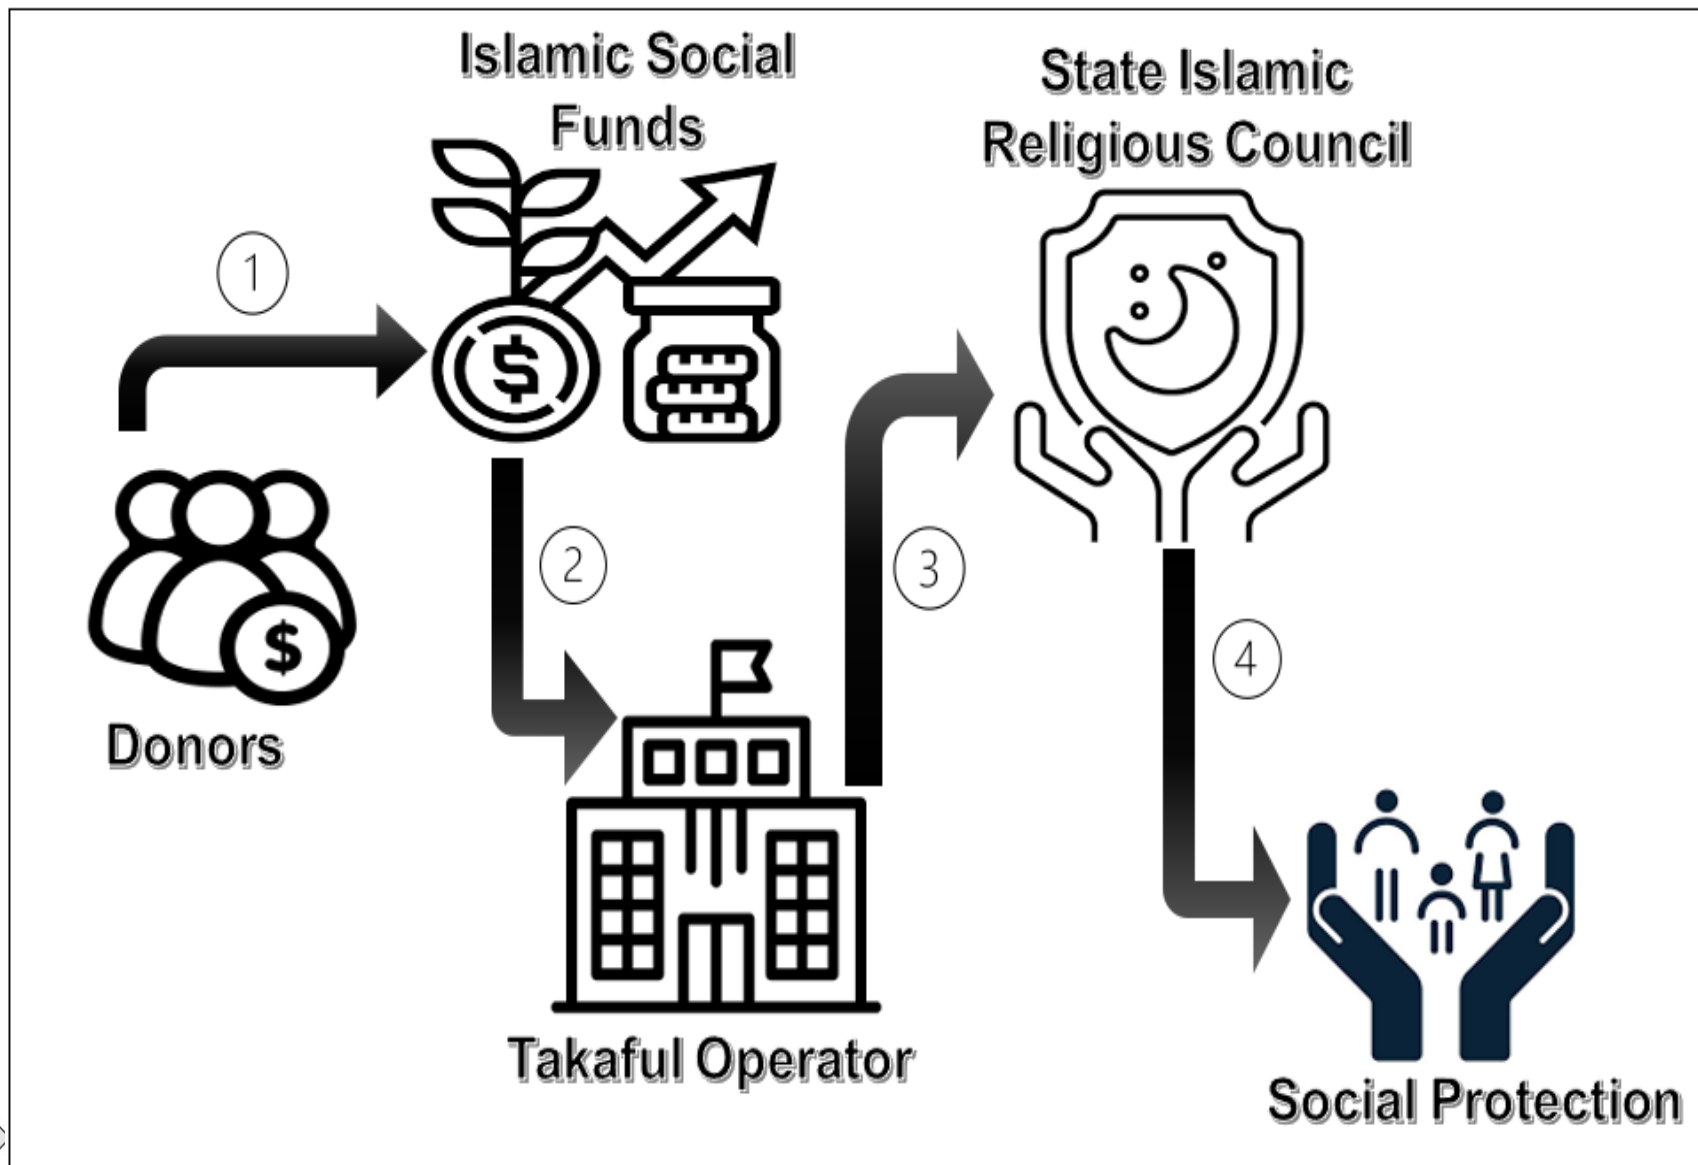 Islamic Social
Funds
State Islamic
Religious Council
1
$
2
3
$
Donors
4
Takaful Operator
Social Protection